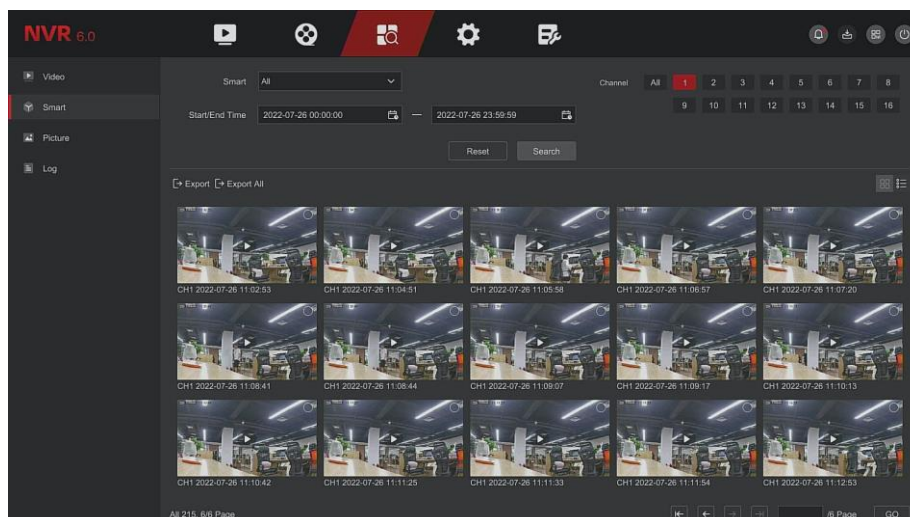 NVR 6.0
Video
Smart
Picture
Log
Smart All
Channel All 1 2 3 4 5 6 7 8
9 10 11 12 13 14 15 16
Start/End Time 2022-07-26 00:00:00 — 2022-07-26 23:59:59
Reset Search
Export Export All
CH1 2022-07-26 11:02:53 CH1 2022-07-26 11:04:51 CH1 2022-07-26 11:05:58 CH1 2022-07-26 11:06:57 CH1 2022-07-26 11:07:20
CH1 2022-07-26 11:08:41 CH1 2022-07-26 11:08:44 CH1 2022-07-26 11:09:07 CH1 2022-07-26 11:09:17 CH1 2022-07-26 11:10:13
CH1 2022-07-26 11:10:42 CH1 2022-07-26 11:11:25 CH1 2022-07-26 11:11:33 CH1 2022-07-26 11:11:54 CH1 2022-07-26 11:12:53
All 215, 6/6 Page /6 Page GO